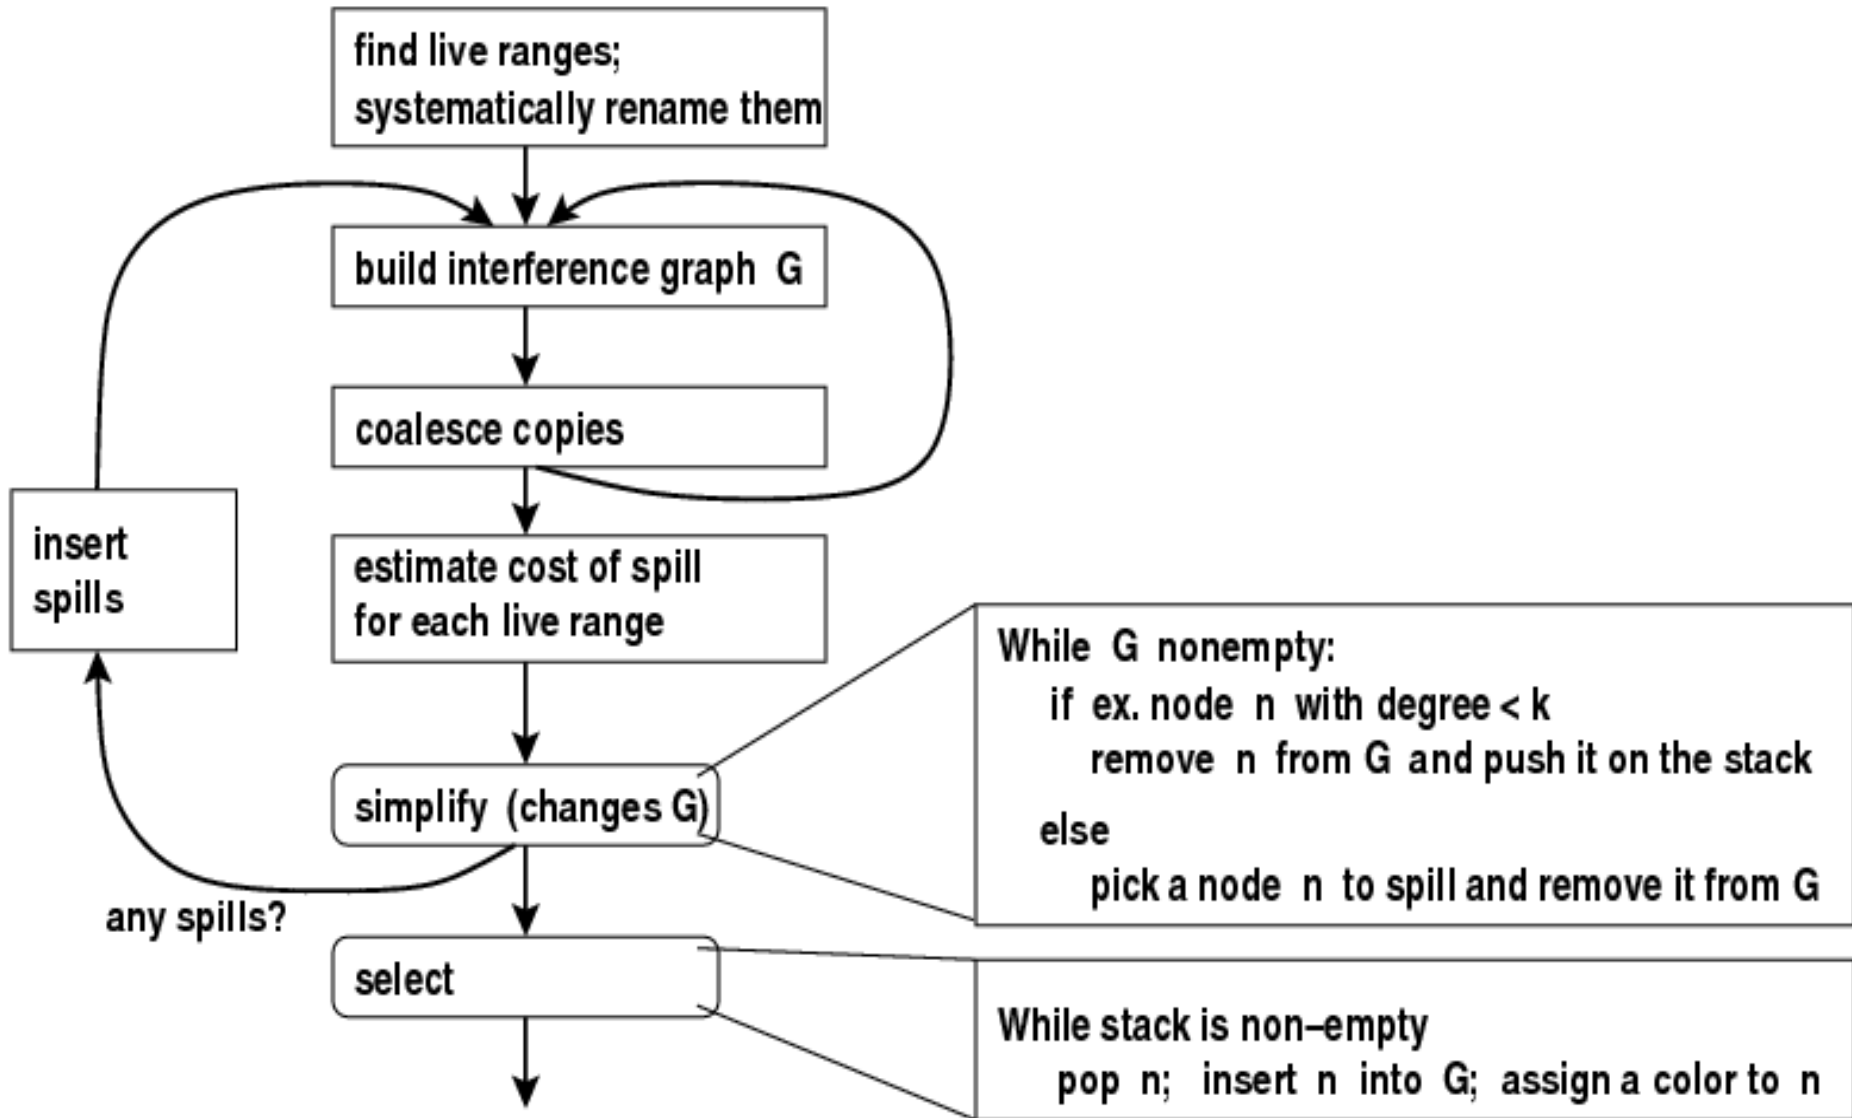 find live ranges;
systematically rename them
build interference graph G
coalesce copies
insert
spills
estimate cost of spill
for each live range
simplify (changes G)
any spills?
select
While G nonempty:
if ex. node n with degree < k
remove n from G and push it on the stack
else
pick a node n to spill and remove it from G
While stack is non–empty
pop n; insert n into G; assign a color to n